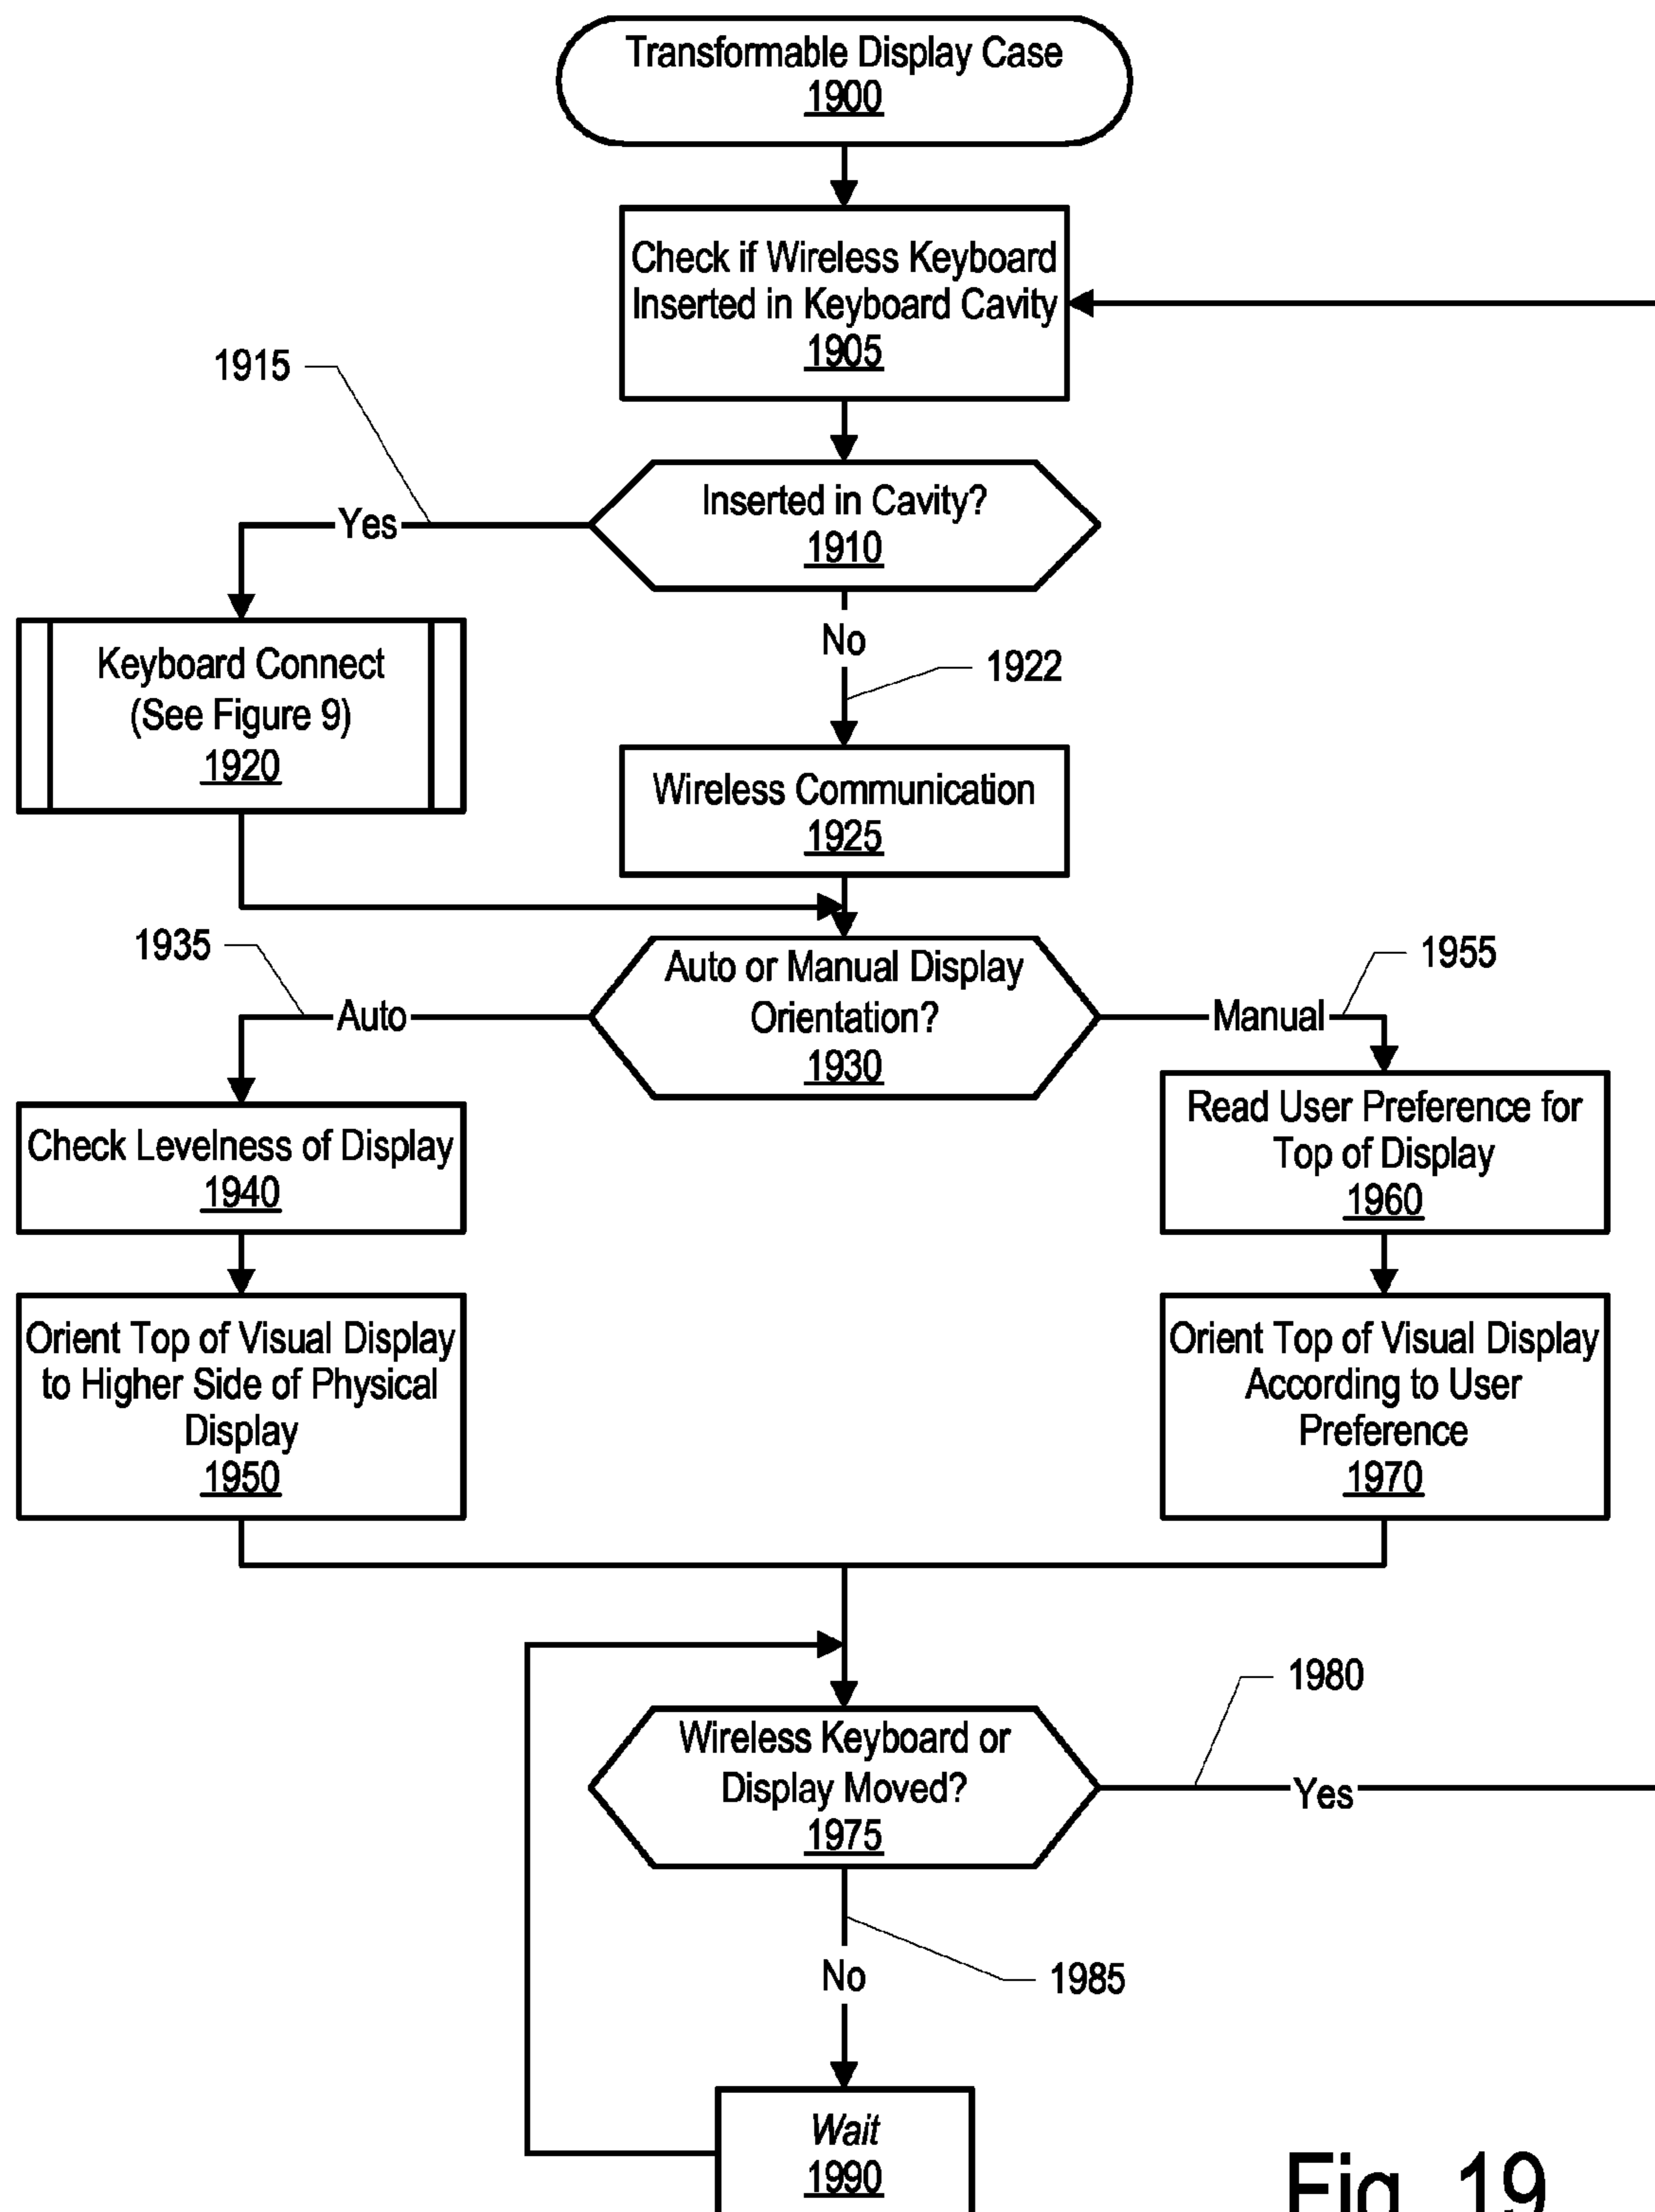 Transformable Display Case
1900
Check if Wireless Keyboard
Inserted in Keyboard Cavity
1905
1915
Inserted in Cavity?
1910
Yes
No
1922
Keyboard Connect
(See Figure 9)
1920
Wireless Communication
1925
1935
Auto or Manual Display
Orientation?
1930
1955
Auto
Manual
Check Levelness of Display
1940
Read User Preference for
Top of Display
1960
Orient Top of Visual Display
to Higher Side of Physical
Display
1950
Orient Top of Visual Display
According to User
Preference
1970
1980
Wireless Keyboard or
Display Moved?
1975
Yes
No
1985
Wait
1990
Fig. 19